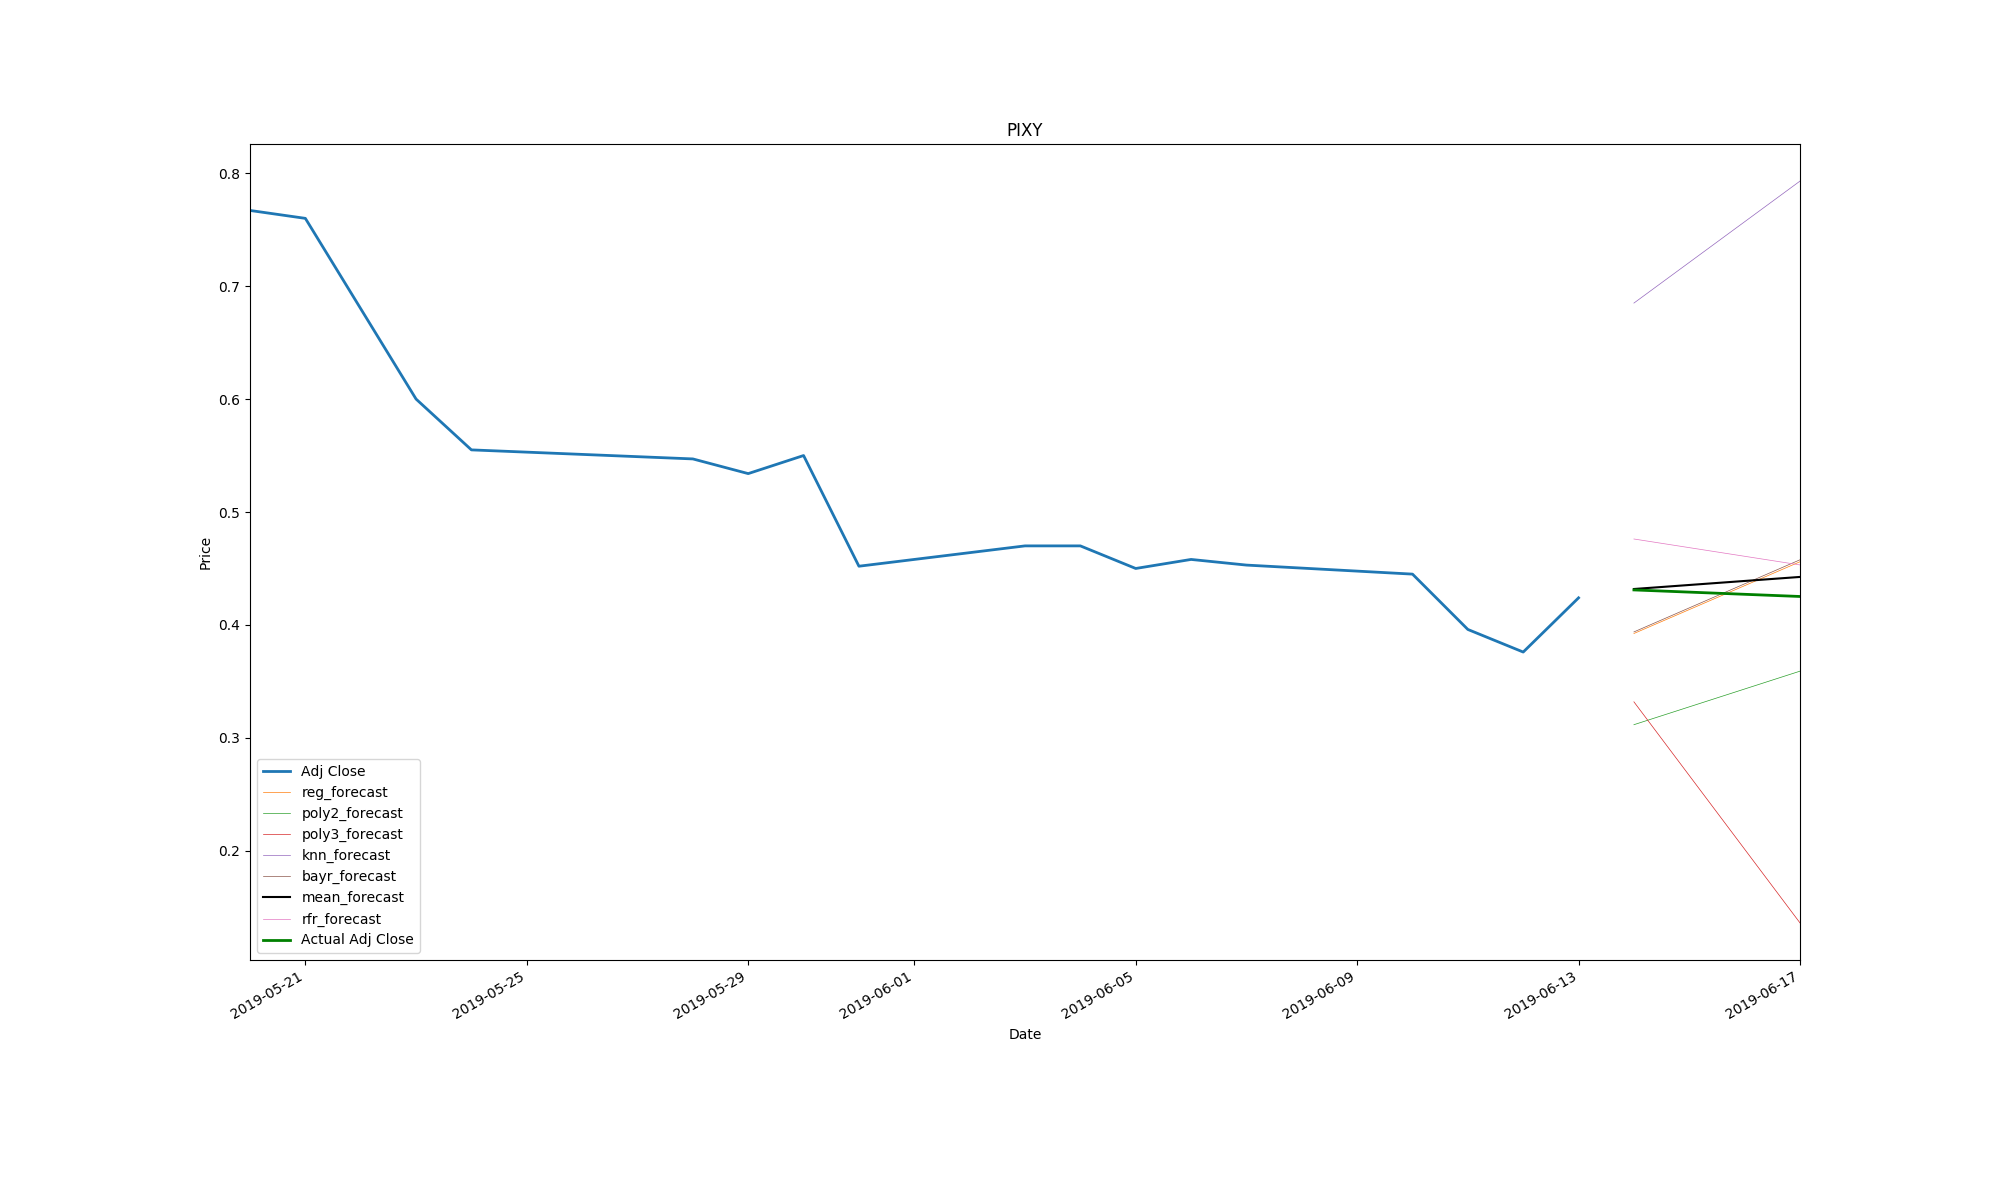 PIXY
0.8
0.7
0.6
0.5
0.4
0.3
0.2
Price
Adj Close
reg_forecast
poly2_forecast
poly3_forecast
knn_forecast
bayr_forecast
mean_forecast
rfr_forecast
Actual Adj Close
2019-05-21
2019-05-25
2019-05-29
2019-06-01
2019-06-05
2019-06-09
2019-06-13
2019-06-17
Date